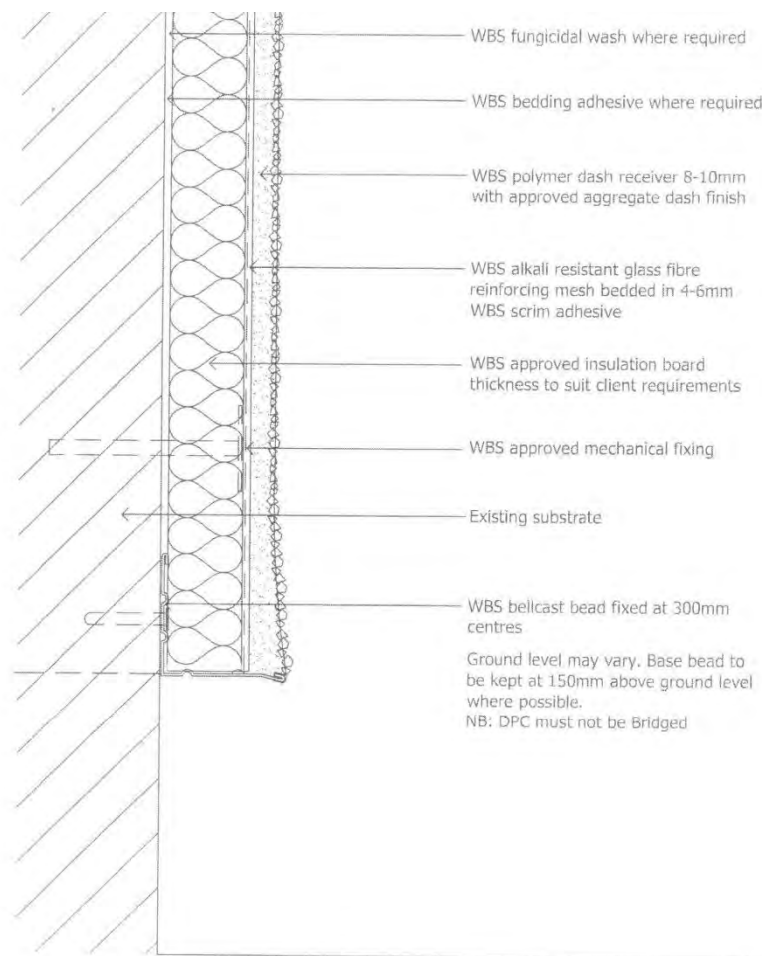 WBS fungicidal wash where required
WBS bedding adhesive where required
WBS polymer dash receiver 8-10mm
with approved aggregate dash finish
WBS alkali resistant glass fibre
reinforcing mesh bedded in 4-6mm
WBS scrim adhesive
WBS approved insulation board
thickness to suit client requirements
WBS approved mechanical fixing
Existing substrate
WBS bellcast bead fixed at 300mm
centres
Ground level may vary. Base bead to
be kept at 150mm above ground level
where possible.
NB: DPC must not be Bridged